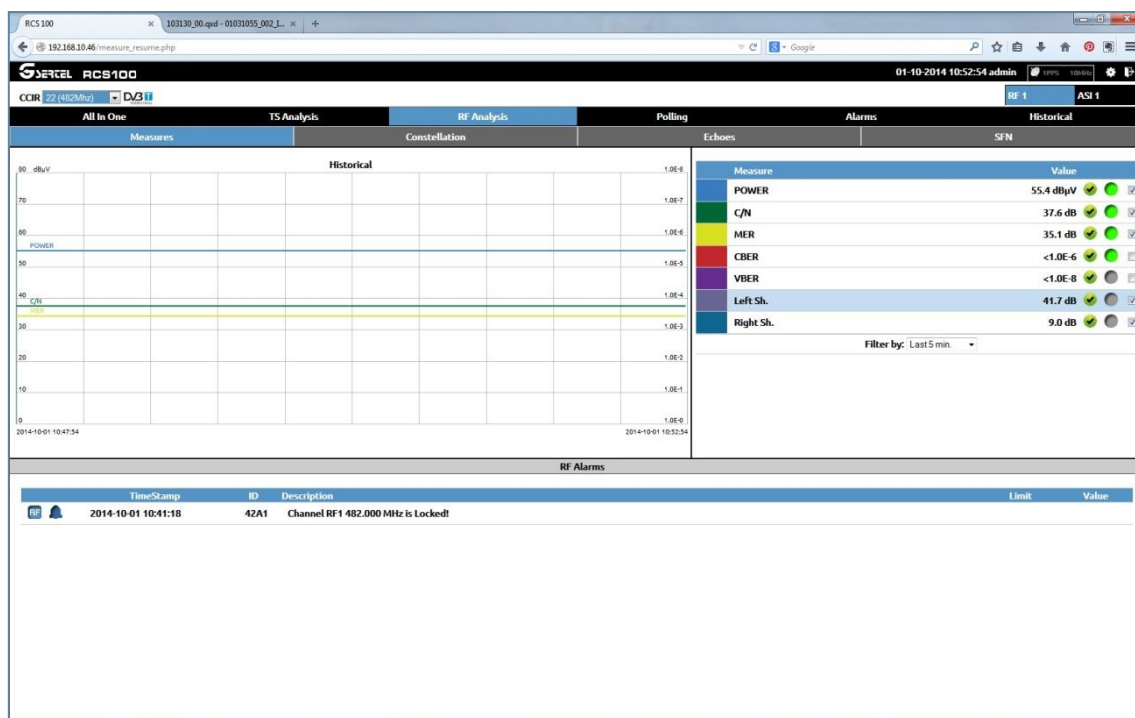 RCS 100
103130_00.qxd - 01031055_002_I...
192.168.10.46/measure_resume.php
Google
SERTEL RCS100
01-10-2014 10:52:54 admin
1PPS 10MHz
CCIR 22 (482Mhz) DVB T
RF 1 ASI 1
All In One TS Analysis RF Analysis Polling Alarms Historical
Measures Constellation Echoes SFN
Historical
80 dBµV 1.0E-8
70 1.0E-7
60 1.0E-6
POWER
50 1.0E-5
40 1.0E-4
C/N
MER
30 1.0E-3
20 1.0E-2
10 1.0E-1
0 1.0E-0
2014-10-01 10:47:54 2014-10-01 10:52:54
Measure Value
POWER 55.4 dBµV
C/N 37.6 dB
MER 35.1 dB
CBER <1.0E-6
VBER <1.0E-8
Left Sh. 41.7 dB
Right Sh. 9.0 dB
Filter by: Last 5 min.
RF Alarms
TimeStamp ID Description Limit Value
RF 2014-10-01 10:41:18 42A1 Channel RF1 482.000 MHz is Locked!